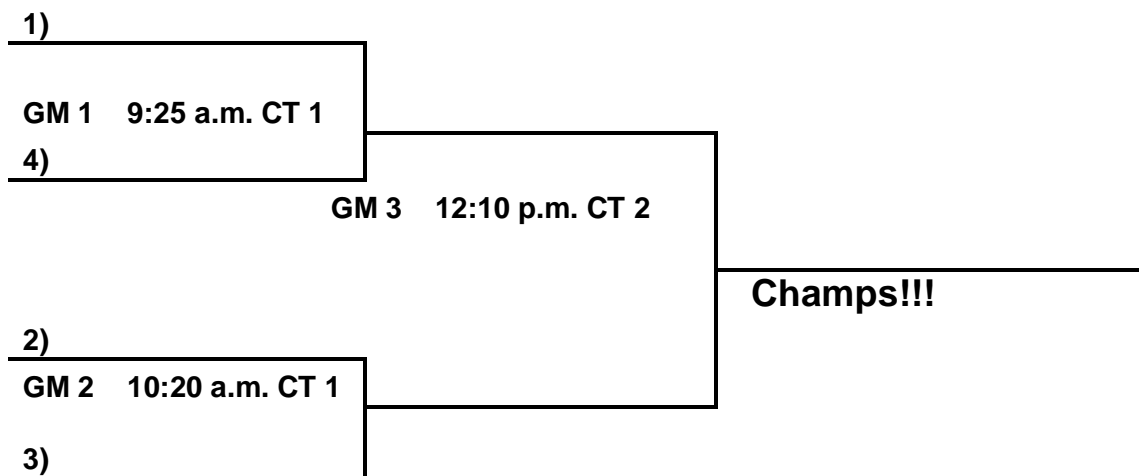 1)
GM 1 9:25 a.m. CT 1
4)
GM 3 12:10 p.m. CT 2
Champs!!!
2)
GM 2 10:20 a.m. CT 1
3)